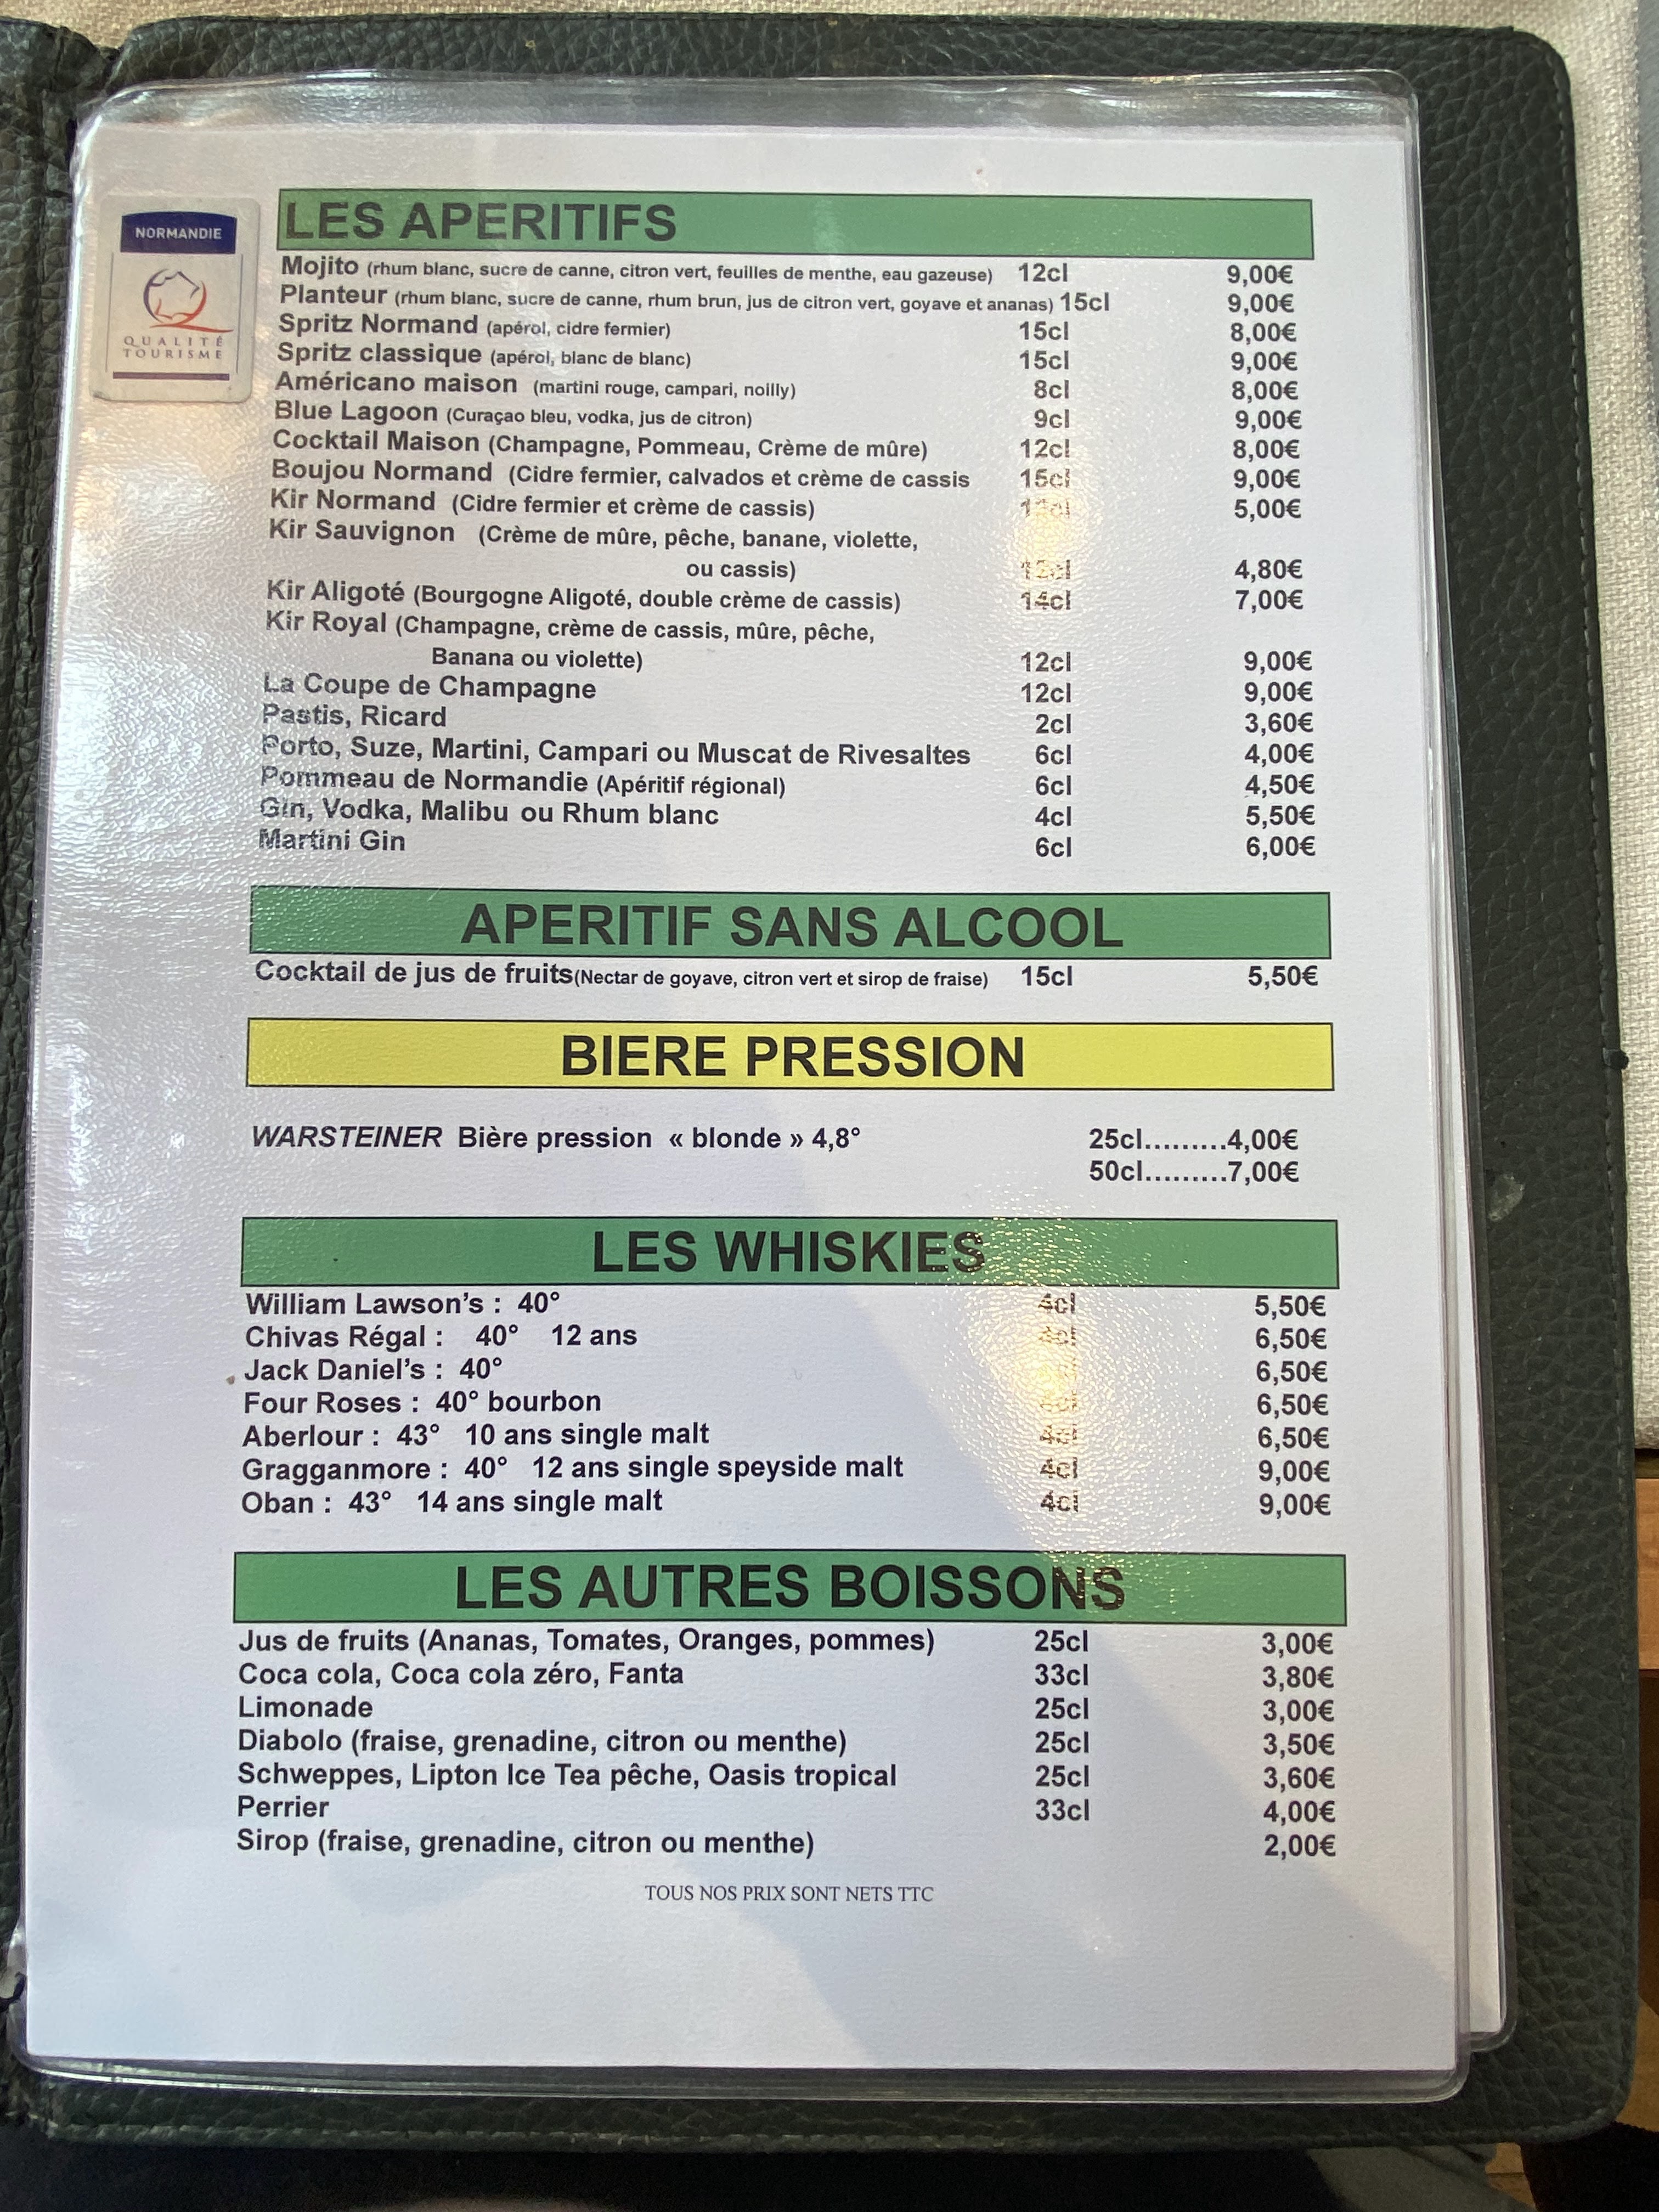 NORMANDIE
QUALITÉ
TOURISME
LES APERITIFS
Mojito (rhum blanc, sucre de canne, citron vert, feuilles de menthe, eau gazeuse) 12cl 9,00€
Planteur (rhum blanc, sucre de canne, rhum brun, jus de citron vert, goyave et ananas) 15cl 9,00€
Spritz Normand (apérol, cidre fermier) 15cl 8,00€
Spritz classique (apérol, blanc de blanc) 15cl 9,00€
Américano maison (martini rouge, campari, noilly) 8cl 8,00€
Blue Lagoon (Curaçao bleu, vodka, jus de citron) 9cl 9,00€
Cocktail Maison (Champagne, Pommeau, Crème de mûre) 12cl 8,00€
Boujou Normand (Cidre fermier, calvados et crème de cassis 15cl 9,00€
Kir Normand (Cidre fermier et crème de cassis) 5,00€
Kir Sauvignon (Crème de mûre, pêche, banane, violette,
ou cassis) 4,80€
Kir Aligoté (Bourgogne Aligoté, double crème de cassis) 14cl 7,00€
Kir Royal (Champagne, crème de cassis, mûre, pêche,
Banana ou violette) 12cl 9,00€
La Coupe de Champagne 12cl 9,00€
Pastis, Ricard 2cl 3,60€
Porto, Suze, Martini, Campari ou Muscat de Rivesaltes 6cl 4,00€
Pommeau de Normandie (Apéritif régional) 6cl 4,50€
Gin, Vodka, Malibu ou Rhum blanc 4cl 5,50€
Martini Gin 6cl 6,00€
APERITIF SANS ALCOOL
Cocktail de jus de fruits(Nectar de goyave, citron vert et sirop de fraise) 15cl 5,50€
BIERE PRESSION
WARSTEINER Bière pression « blonde » 4,8° 25cl.........4,00€
50cl.........7,00€
LES WHISKIES
William Lawson's : 40° 4cl 5,50€
Chivas Régal : 40° 12 ans 4cl 6,50€
Jack Daniel's : 40° 6,50€
Four Roses : 40° bourbon 6,50€
Aberlour : 43° 10 ans single malt 4cl 6,50€
Gragganmore : 40° 12 ans single speyside malt 4cl 9,00€
Oban : 43° 14 ans single malt 4cl 9,00€
LES AUTRES BOISSONS
Jus de fruits (Ananas, Tomates, Oranges, pommes) 25cl 3,00€
Coca cola, Coca cola zéro, Fanta 33cl 3,80€
Limonade 25cl 3,00€
Diabolo (fraise, grenadine, citron ou menthe) 25cl 3,50€
Schweppes, Lipton Ice Tea pêche, Oasis tropical 25cl 3,60€
Perrier 33cl 4,00€
Sirop (fraise, grenadine, citron ou menthe) 2,00€
TOUS NOS PRIX SONT NETS TTC